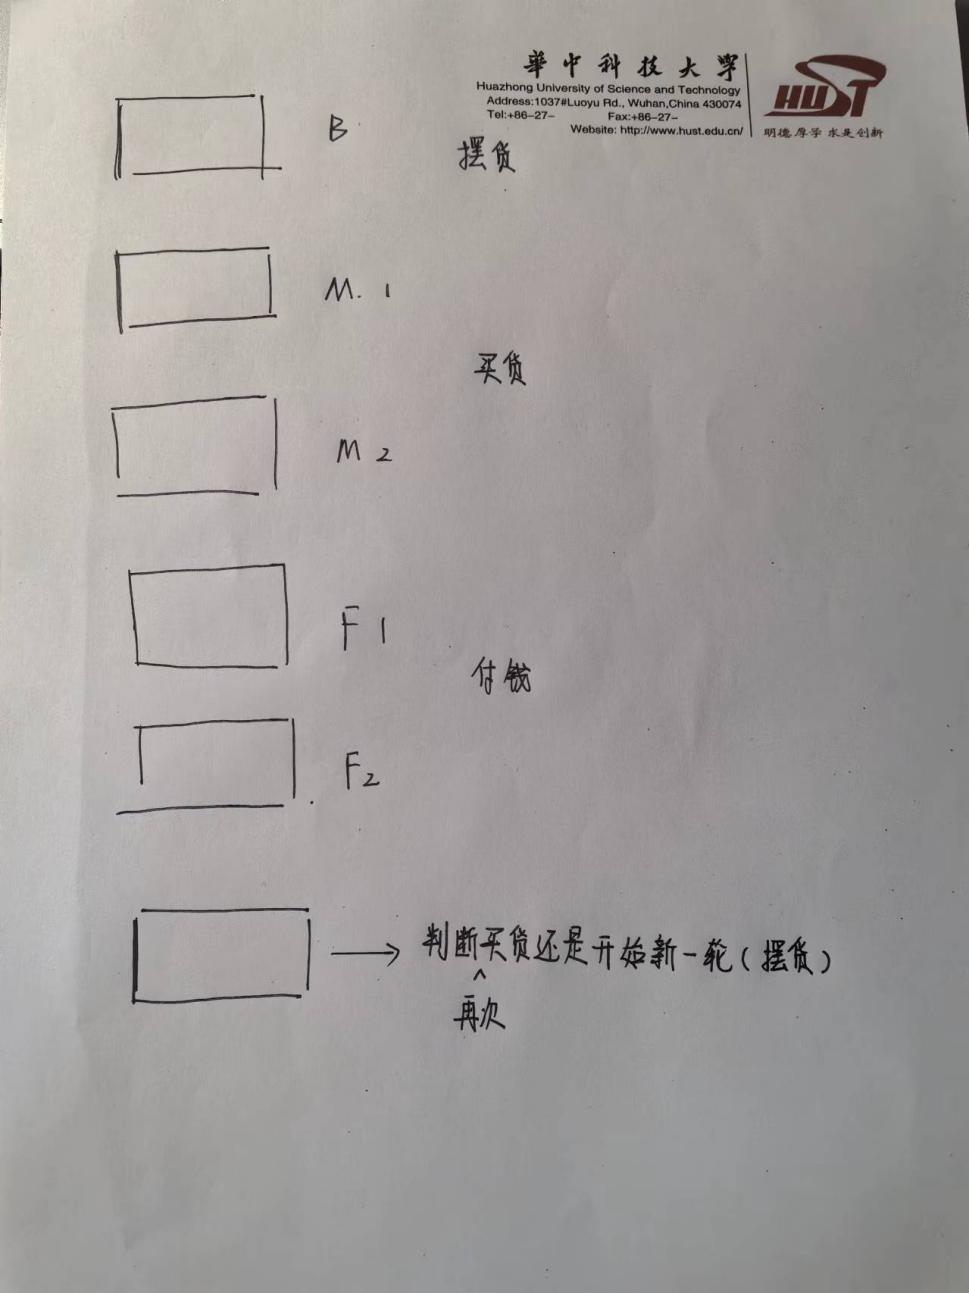 華中科技大學
Huazhong University of Science and Technology
Address:1037#Luoyu Rd., Wuhan,China 430074
Tel:+86-27- Fax:+86-27-
Website: http://www.hust.edu.cn/
HUST
明德厚学 求是创新
B
摆货
M.1
买货
M2
F1
付钱
F2
判断买货还是开始新一轮(摆货)
再次